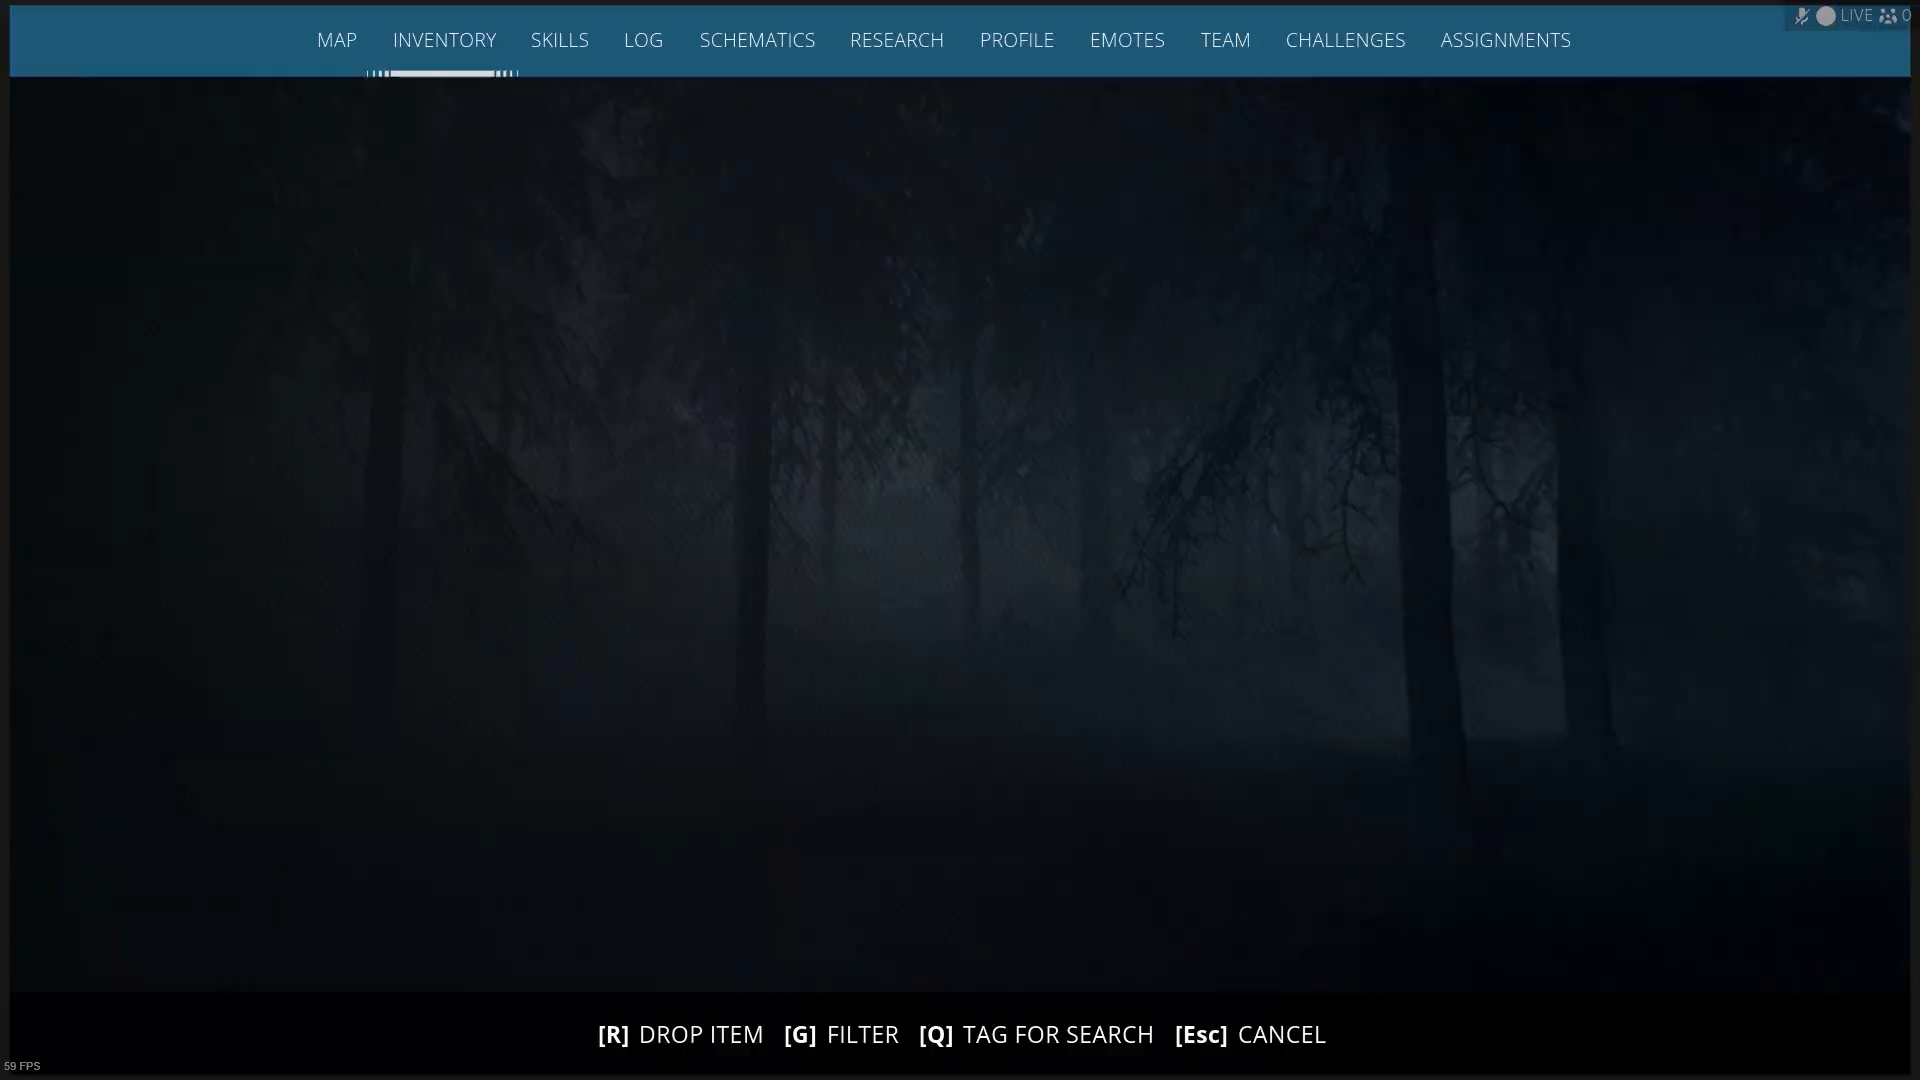 MAP INVENTORY SKILLS LOG SCHEMATICS RESEARCH PROFILE EMOTES TEAM CHALLENGES ASSIGNMENTS
LIVE 0
[R] DROP ITEM [G] FILTER [Q] TAG FOR SEARCH [Esc] CANCEL
59 FPS